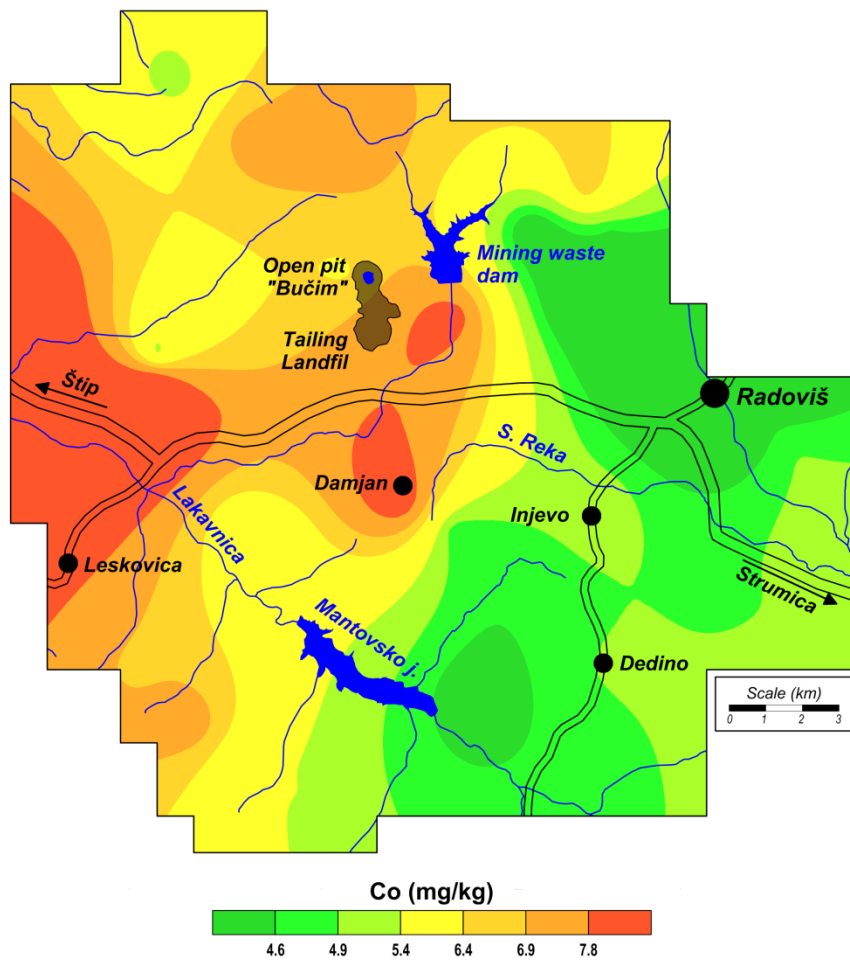 Open pit
"Bučim"
Mining waste
dam
Tailing
Landfil
Štip
Radoviš
S. Reka
Damjan
Lakavnica
Injevo
Leskovica
Strumica
Mantovsko j.
Dedino
Scale (km)
0 1 2 3
Co (mg/kg)
4.6 4.9 5.4 6.4 6.9 7.8